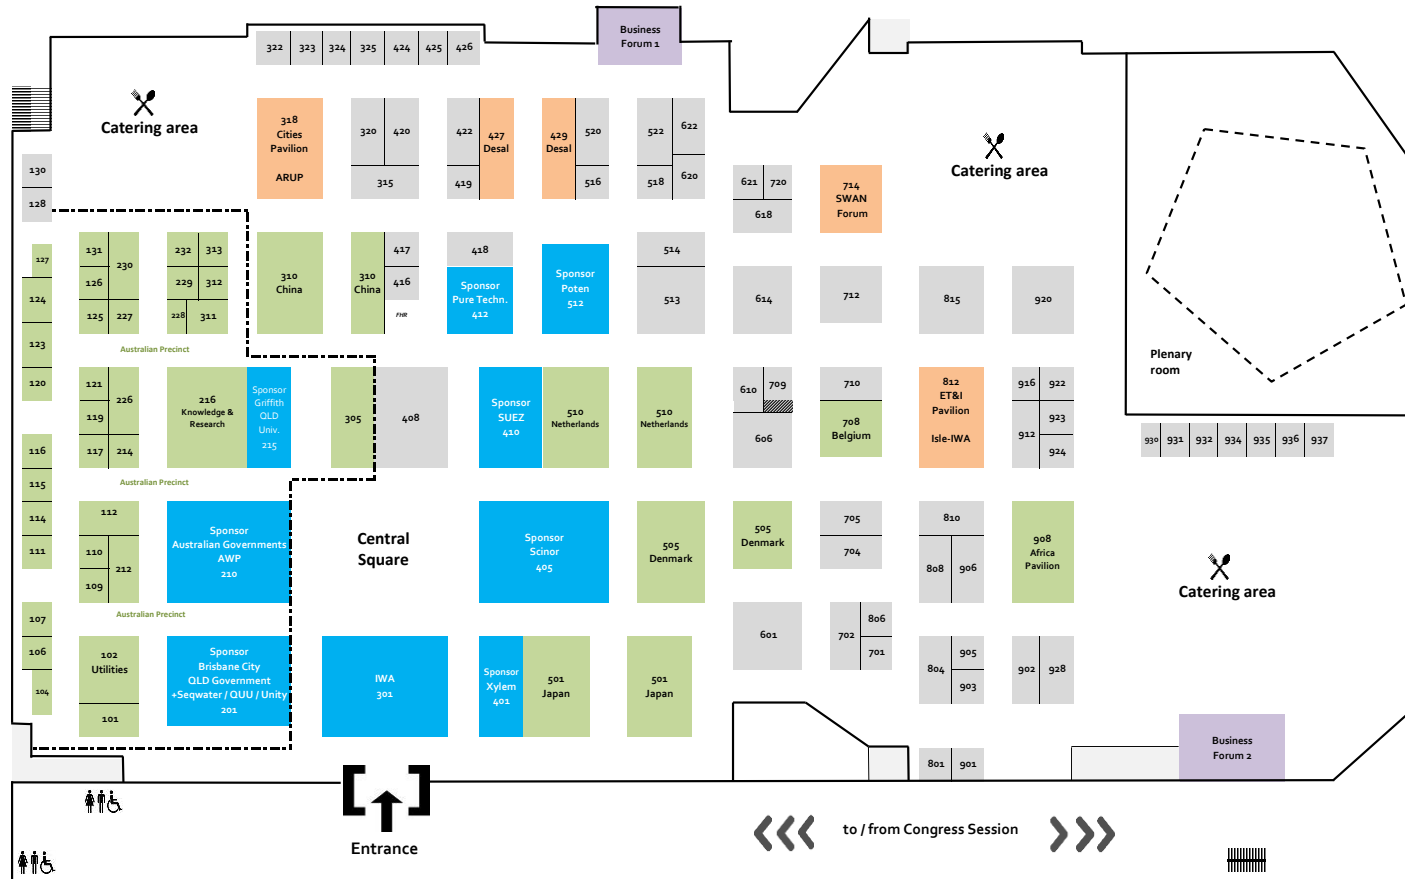 Business
Forum 1
322 323 324 325 424 425 426
Catering area
318
Cities
Pavilion
ARUP
320 420
315
422
419
427
Desal
429
Desal
520
516
522
518
622
620
Catering area
130
128
621 720
618
714
SWAN
Forum
127
124
123
120
131
126
230
125 227
232 313
229 312
228 311
310
China
310
China
417
416
FHR
418
Sponsor
Pure Techn.
412
Sponsor
Poten
512
514
513
614
712
815
920
Australian Precinct
Plenary
room
121
119
226
117 214
216
Knowledge &
Research
Sponsor
Griffith
QLD
Univ.
215
305
408
Sponsor
SUEZ
410
510
Netherlands
510
Netherlands
610 709
606
710
708
Belgium
812
ET&I
Pavilion
Isle-IWA
916 922
912
923
924
930 931 932 934 935 936 937
116
115
114
111
Australian Precinct
112
110
109
212
Sponsor
Australian Governments
AWP
210
Central
Square
Sponsor
Scinor
405
505
Denmark
505
Denmark
705
704
810
808 906
908
Africa
Pavilion
Catering area
107
106
104
Australian Precinct
102
Utilities
101
Sponsor
Brisbane City
QLD Government
+Seqwater / QUU / Unity
201
IWA
301
Sponsor
Xylem
401
501
Japan
501
Japan
601
702
806
701
804
905
903
902 928
801 901
Business
Forum 2
Entrance
to / from Congress Session